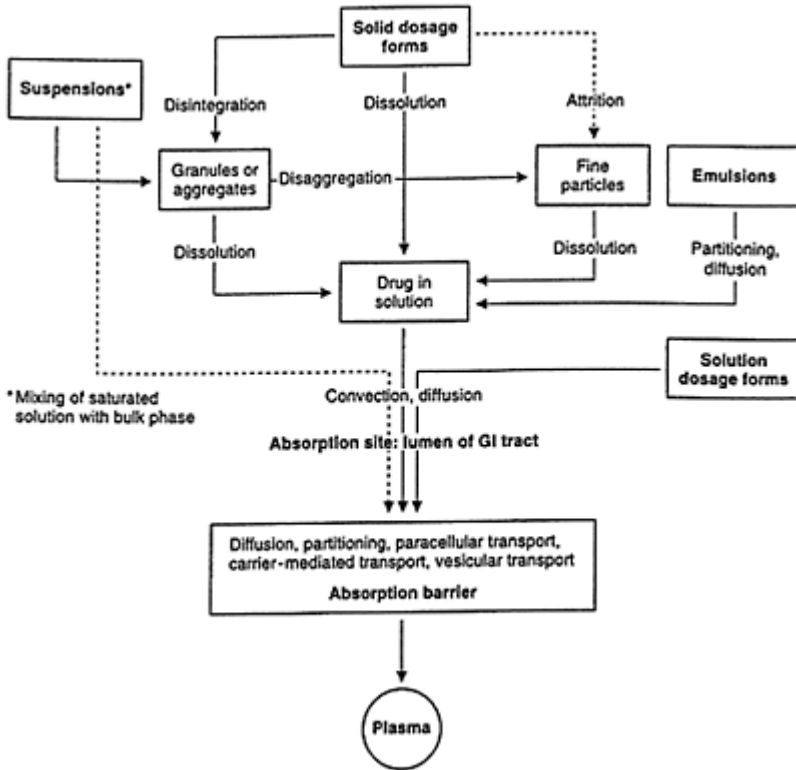 Solid dosage
forms
Suspensions*
Disintegration
Dissolution
Attrition
Granules or
aggregates
Disaggregation
Fine
particles
Emulsions
Dissolution
Dissolution
Partitioning,
diffusion
Drug in
solution
Solution
dosage forms
*Mixing of saturated
solution with bulk phase
Convection, diffusion
Absorption site: lumen of GI tract
Diffusion, partitioning, paracellular transport,
carrier-mediated transport, vesicular transport
Absorption barrier
Plasma